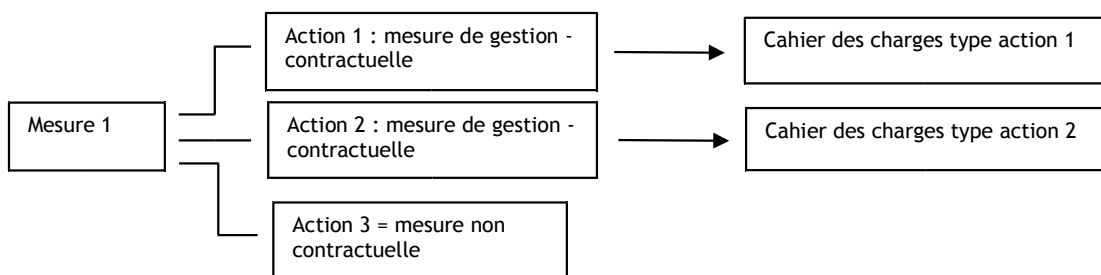 Action 1 : mesure de gestion -
contractuelle
Cahier des charges type action 1
Mesure 1
Action 2 : mesure de gestion -
contractuelle
Cahier des charges type action 2
Action 3 = mesure non
contractuelle